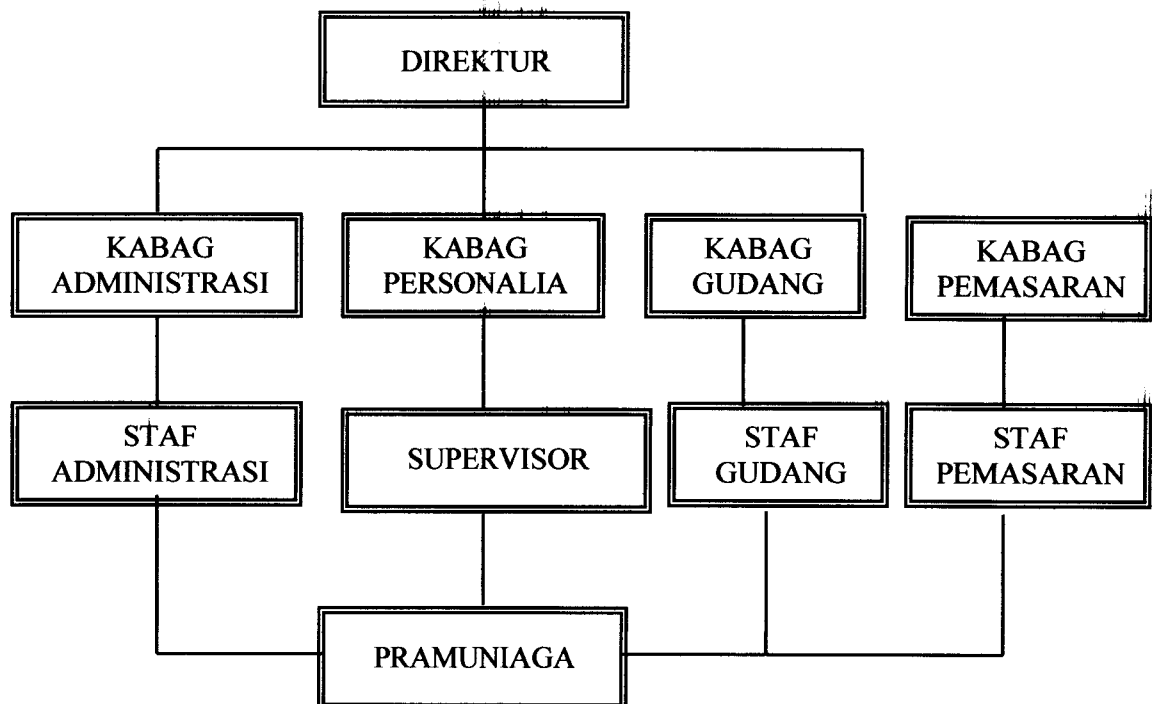 DIREKTUR
KABAG
ADMINISTRASI
KABAG
PERSONALIA
KABAG
GUDANG
KABAG
PEMASARAN
STAF
ADMINISTRASI
SUPERVISOR
STAF
GUDANG
STAF
PEMASARAN
PRAMUNIAGA